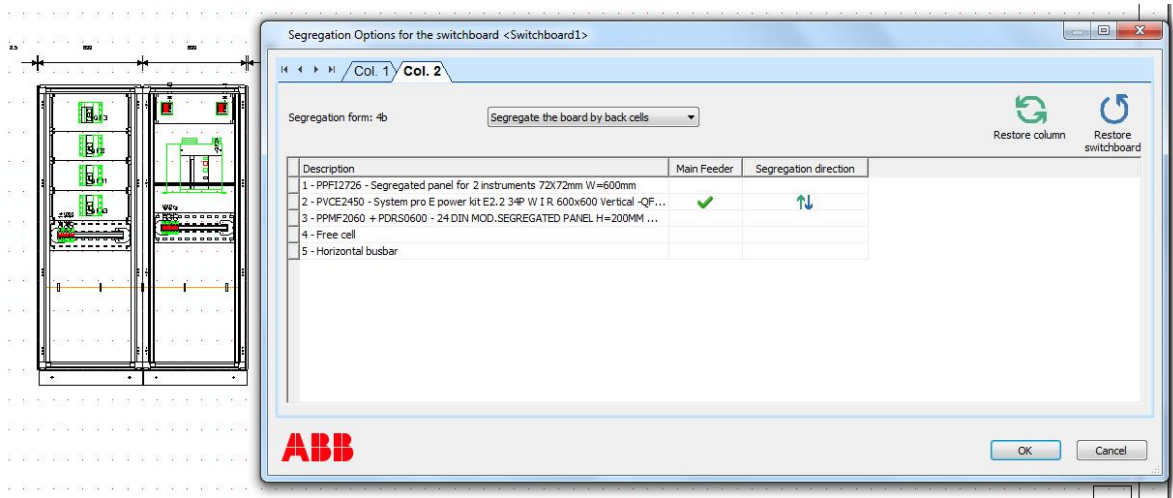 Segregation Options for the switchboard <Switchboard1>
Col. 1
Col. 2
Segregation form: 4b
Segregate the board by back cells
Restore column
Restore
switchboard
Description
Main Feeder
Segregation direction
1 - PPFI2726 - Segregated panel for 2 instruments 72X72mm W=600mm
2 - PVCE2450 - System pro E power kit E2.2 3/4P W I R 600x600 Vertical -QF...
3 - PPMF2060 + PDRS0600 - 24 DIN MOD.SEGREGATED PANEL H=200MM ...
4 - Free cell
5 - Horizontal busbar
ABB
OK
Cancel